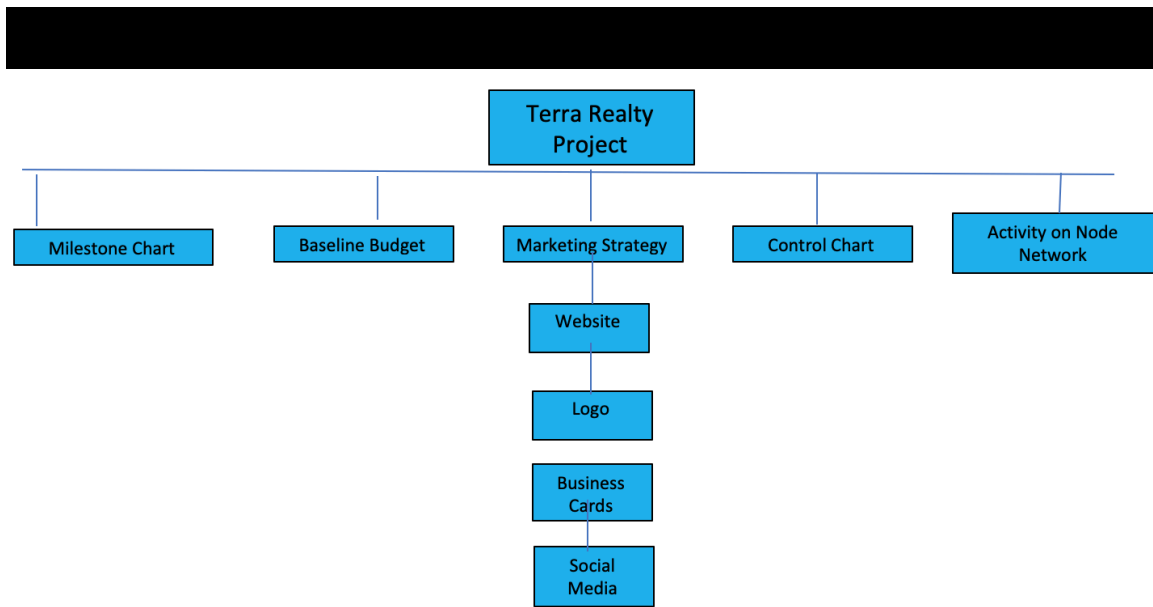 Terra Realty
Project
Milestone Chart
Baseline Budget
Marketing Strategy
Control Chart
Activity on Node
Network
Website
Logo
Business
Cards
Social
Media